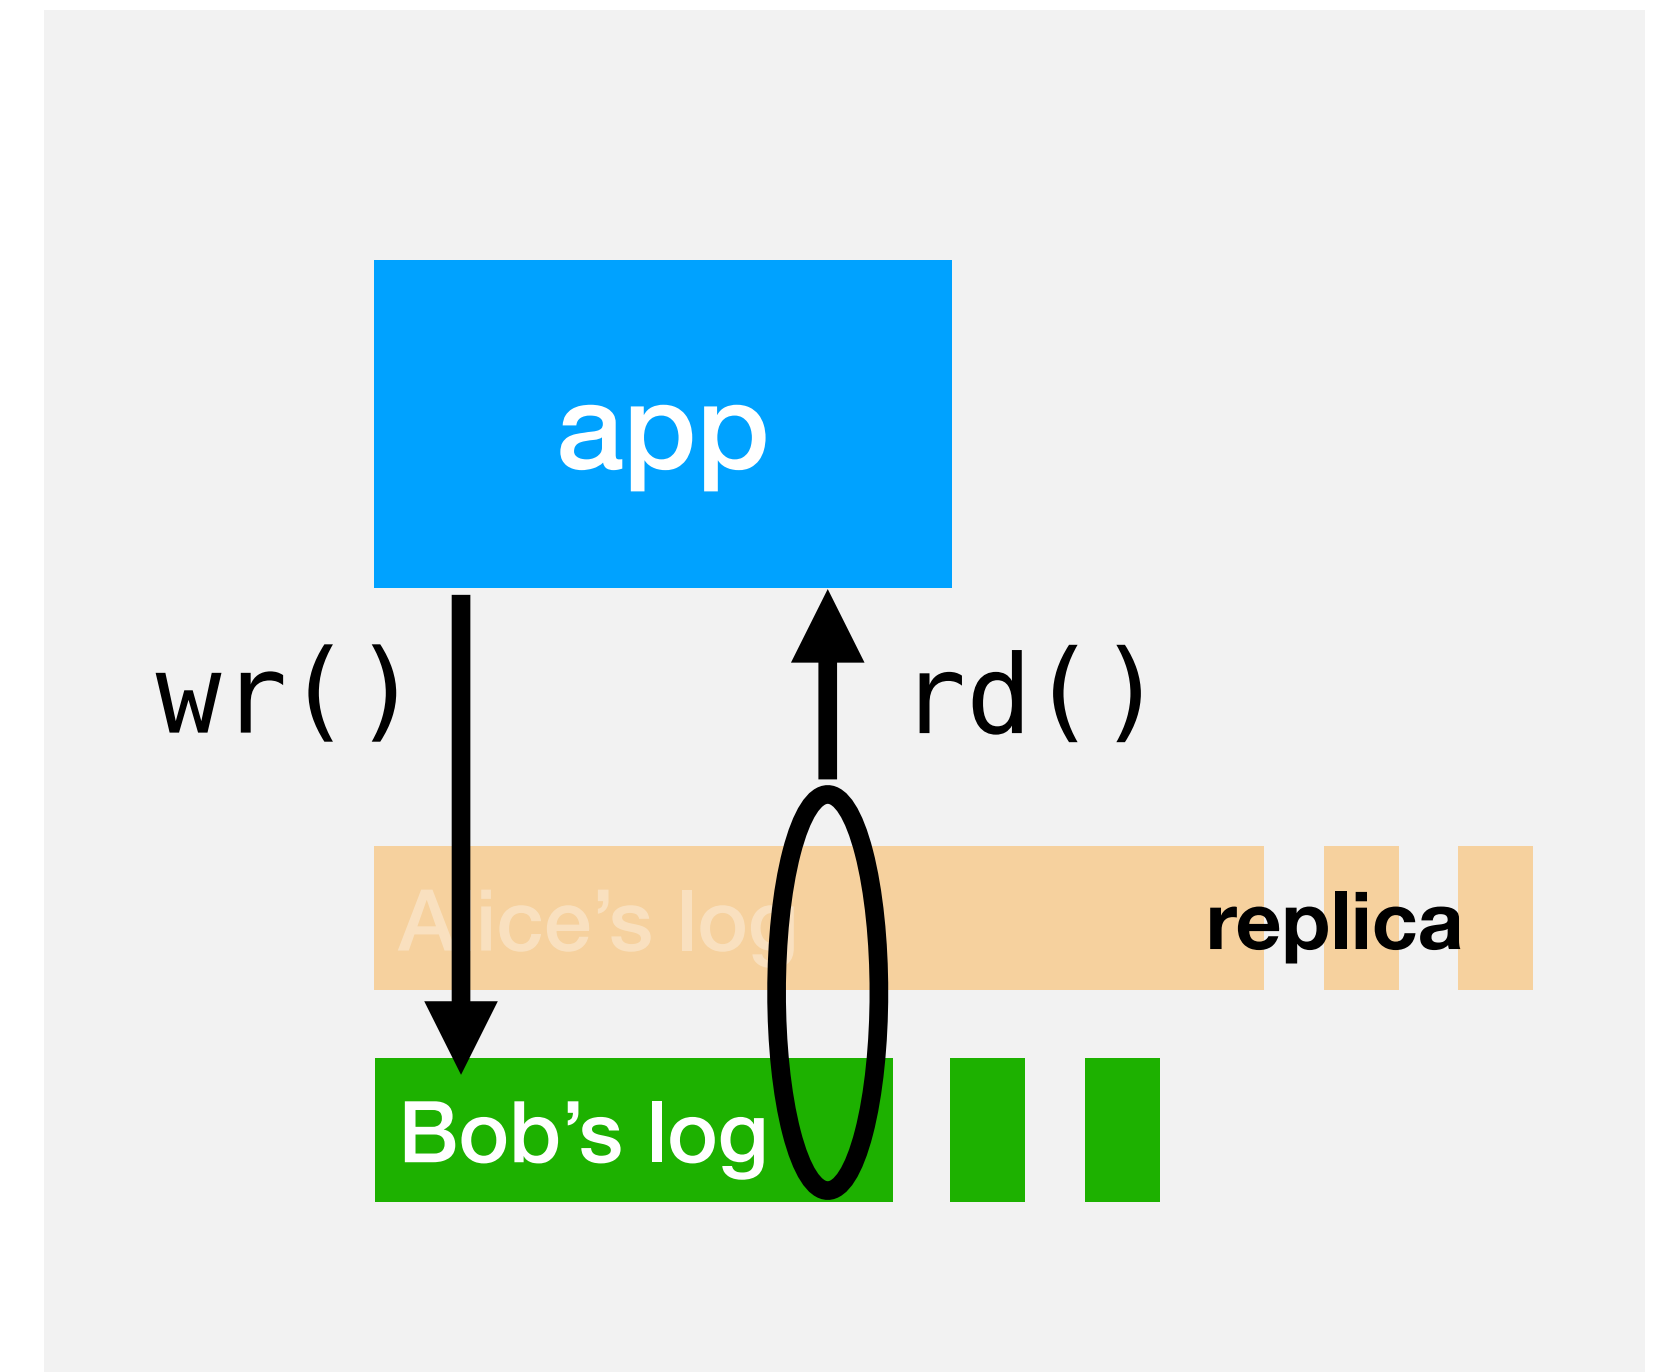 app
wr()
rd()
Alice’s log
replica
Bob’s log